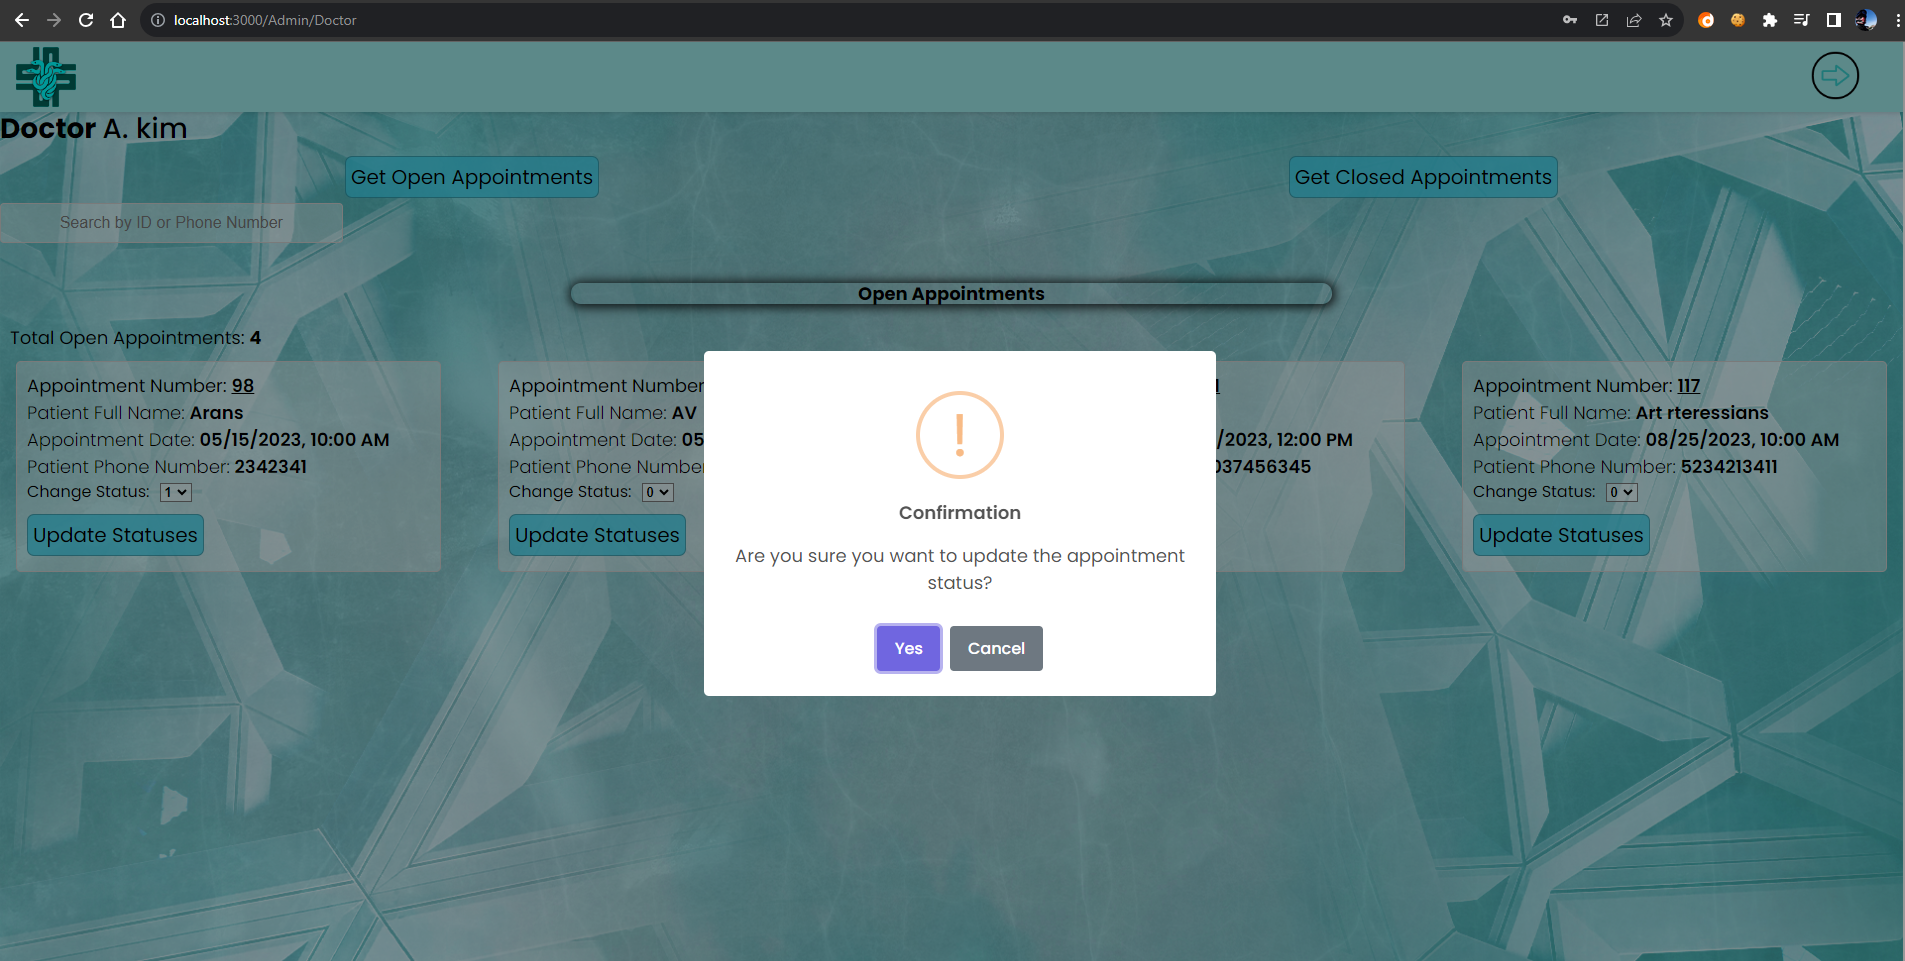 localhost:3000/Admin/Doctor
Doctor A. kim
Get Open Appointments
Get Closed Appointments
Search by ID or Phone Number
Open Appointments
Total Open Appointments: 4
Appointment Number: 98
Patient Full Name: Arans
Appointment Date: 05/15/2023, 10:00 AM
Patient Phone Number: 2342341
Change Status: 1
Update Statuses
Appointment Number
Patient Full Name: AV
Appointment Date: 05
Patient Phone Number
Change Status: 0
Update Statuses
/2023, 12:00 PM
037456345
Appointment Number: 117
Patient Full Name: Art rteressians
Appointment Date: 08/25/2023, 10:00 AM
Patient Phone Number: 5234213411
Change Status: 0
Update Statuses
Confirmation
Are you sure you want to update the appointment
status?
Yes
Cancel